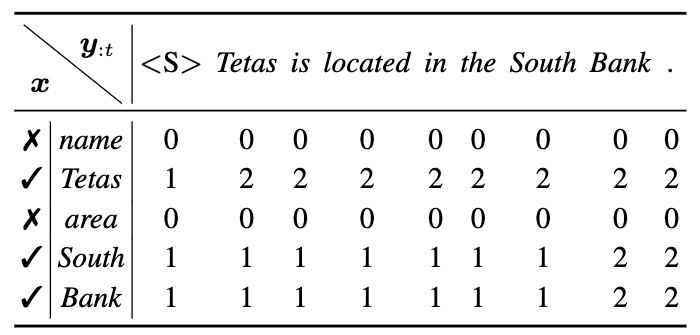 x y:t <S> Tetas is located in the South Bank .
✗ name 0 0 0 0 0 0 0 0 0
✓ Tetas 1 2 2 2 2 2 2 2 2
✗ area 0 0 0 0 0 0 0 0 0
✓ South 1 1 1 1 1 1 1 2 2
✓ Bank 1 1 1 1 1 1 1 2 2